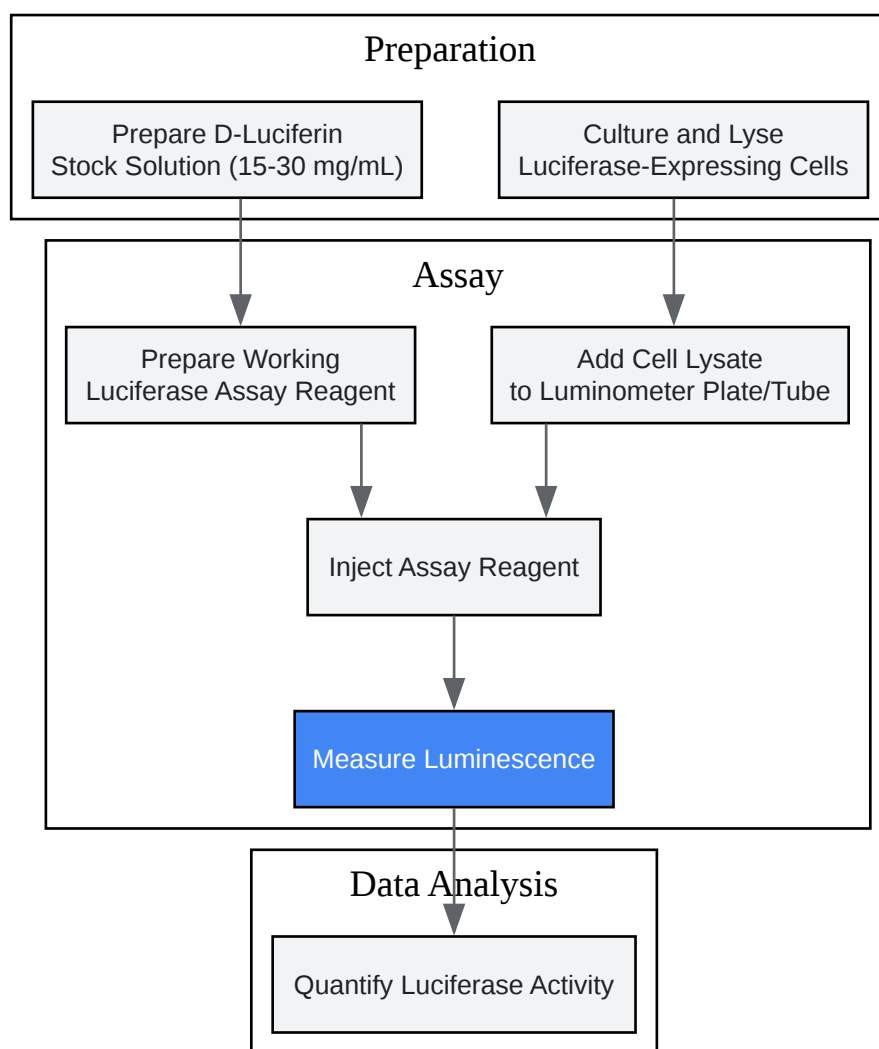 Preparation
Prepare D-Luciferin
Stock Solution (15-30 mg/mL)
Culture and Lyse
Luciferase-Expressing Cells
Assay
Prepare Working
Luciferase Assay Reagent
Add Cell Lysate
to Luminometer Plate/Tube
Inject Assay Reagent
Measure Luminescence
Data Analysis
Quantify Luciferase Activity